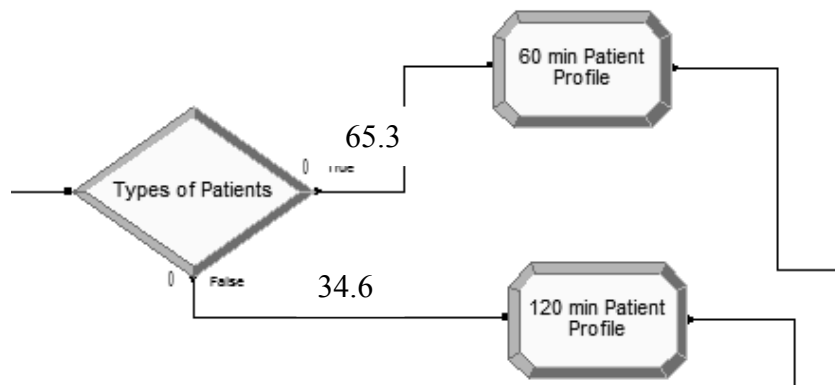 60 min Patient
Profile
65.3
0
Types of Patients
0
False
34.6
120 min Patient
Profile